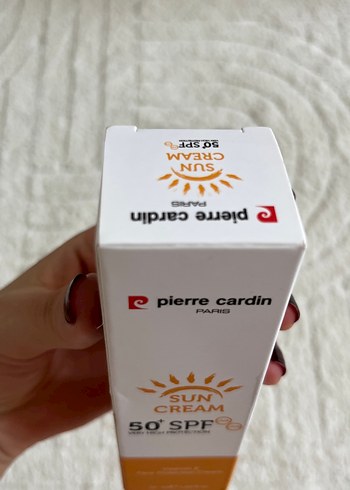 50+ SPF
SUN
CREAM
PARIS
pierre cardin
pierre cardin
PARIS
SUN
CREAM
50+ SPF
VERY HIGH PROTECTION